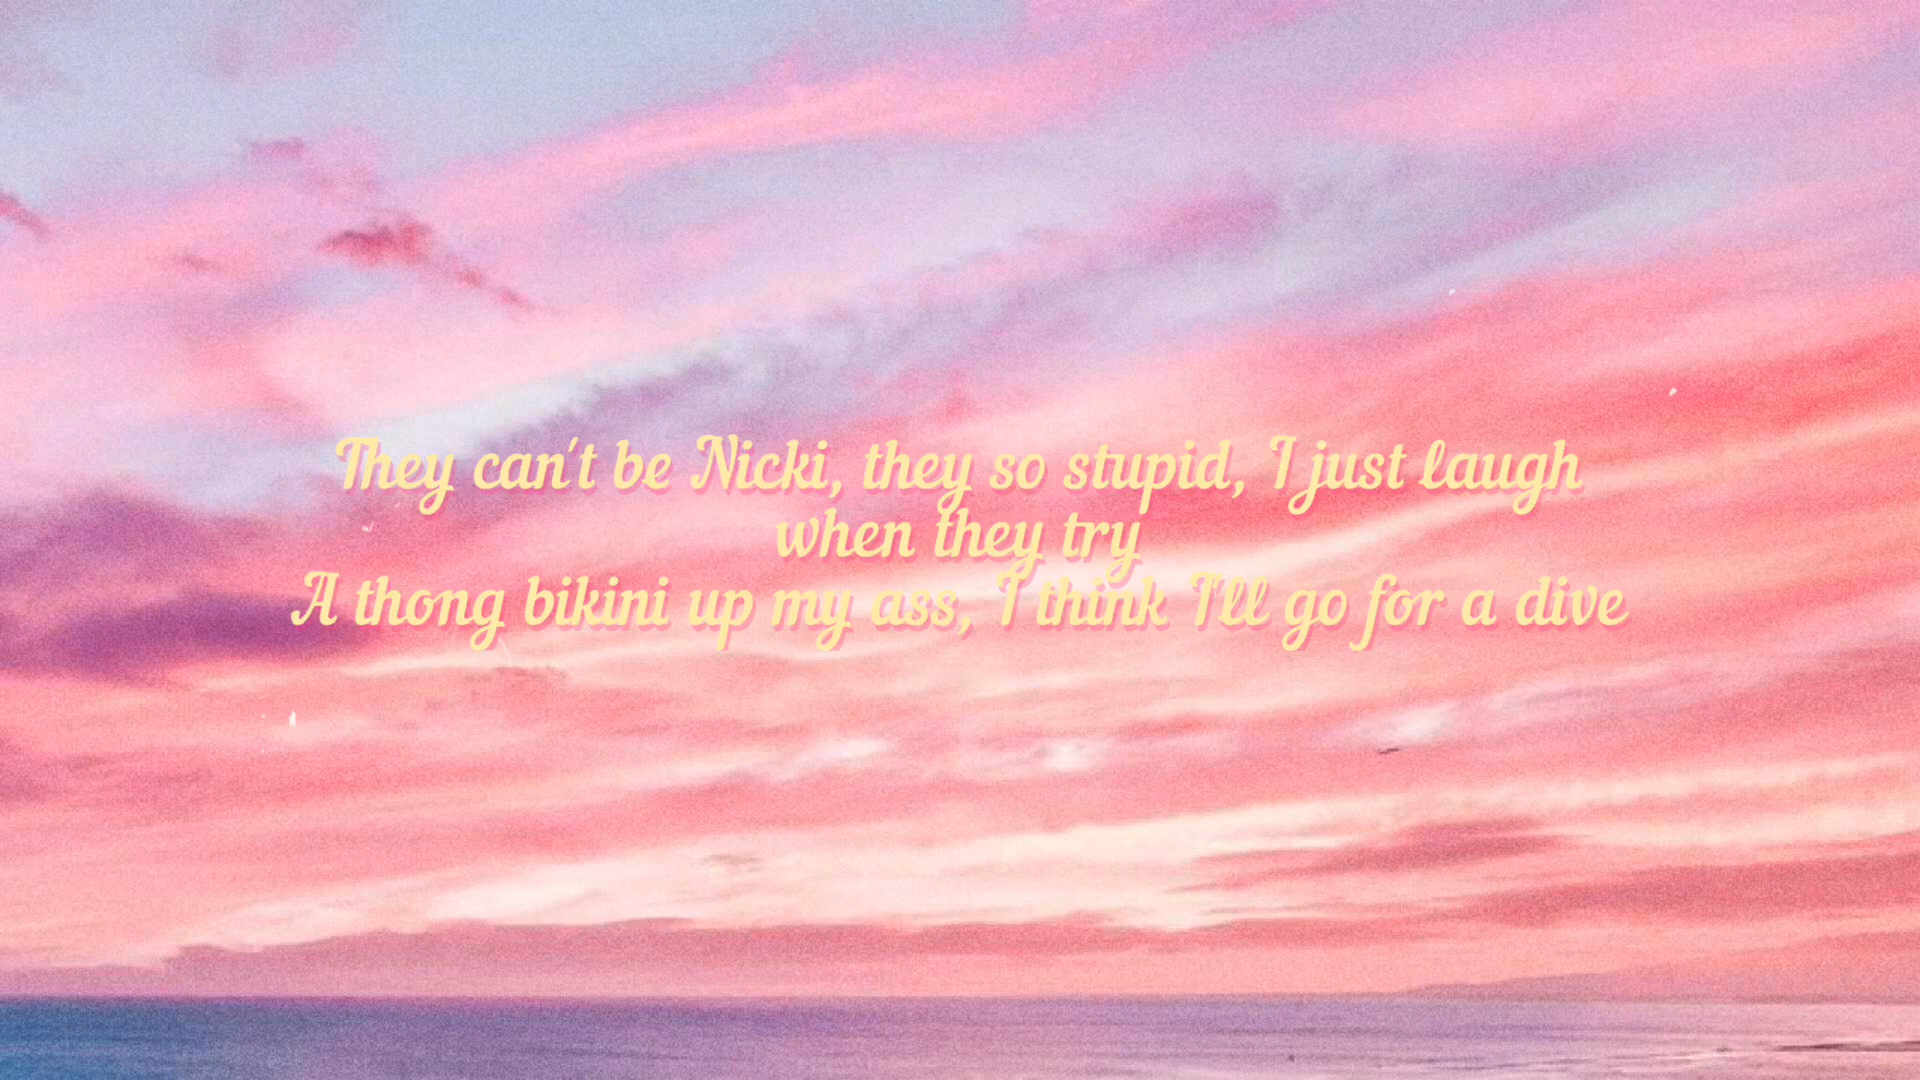 They can't be Nicki, they so stupid, I just laugh
when they try
A thong bikini up my ass, I think I'll go for a dive